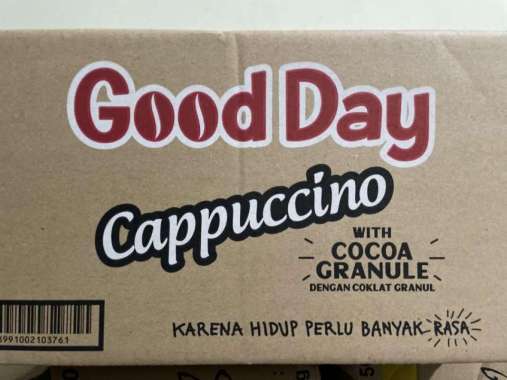 Good Day
Cappuccino
WITH
COCOA
GRANULE
DENGAN COKLAT GRANUL
KARENA HIDUP PERLU BANYAK RASA